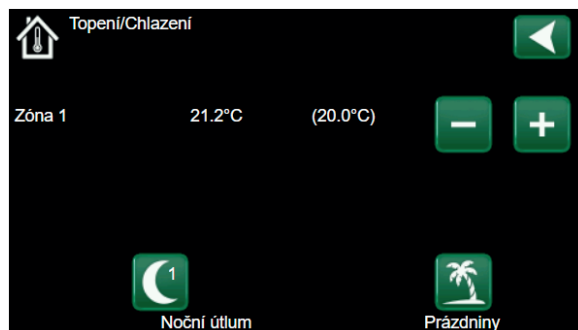 Topení/Chlazení
Zóna 1 21.2°C (20.0°C)
1
Noční útlum Prázdniny